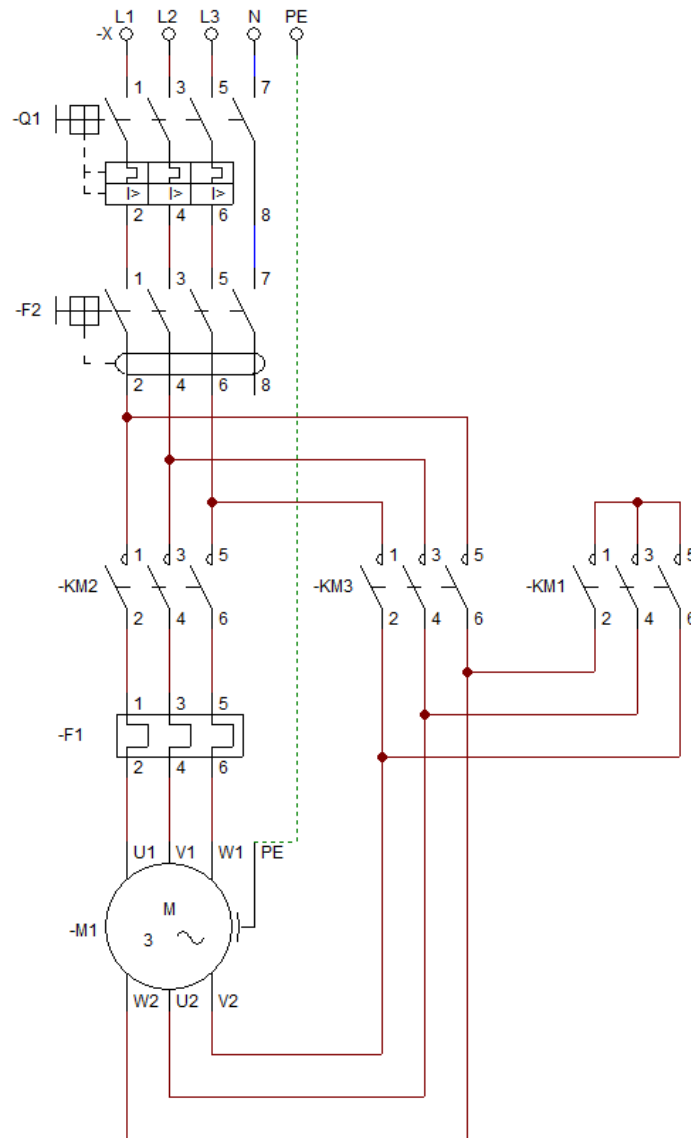 L1 L2 L3 N PE
-X
1 3 5 7
-Q1
I> I> I>
2 4 6 8
1 3 5 7
-F2
2 4 6 8
1 3 5 1 3 5 1 3 5
-KM2 -KM3 -KM1
2 4 6 2 4 6 2 4 6
1 3 5
-F1
2 4 6
U1 V1 W1 PE
M
-M1
3
W2 U2 V2